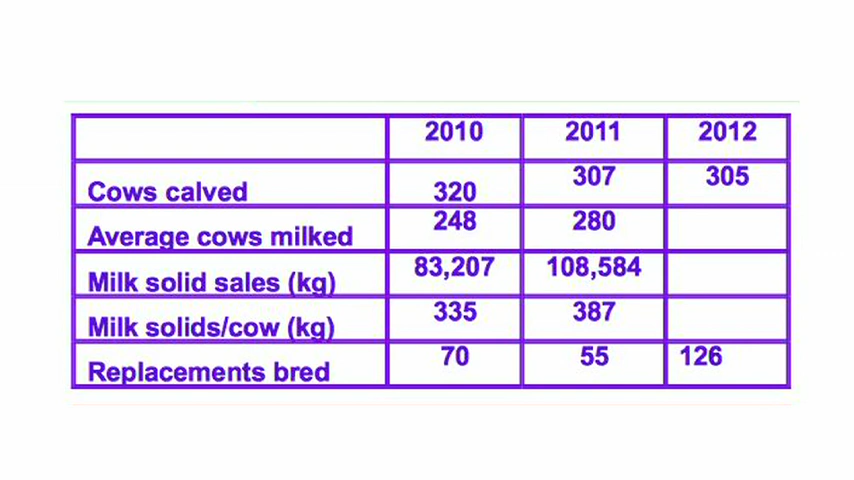 2010 2011 2012
Cows calved 320 307 305
Average cows milked 248 280
Milk solid sales (kg) 83,207 108,584
Milk solids/cow (kg) 335 387
Replacements bred 70 55 126